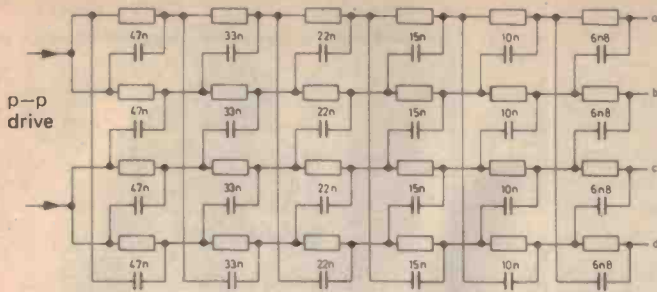 47n 33n 22n 15n 10n 6n8 a
p-p
drive
47n 33n 22n 15n 10n 6n8 b
47n 33n 22n 15n 10n 6n8 c
47n 33n 22n 15n 10n 6n8 d